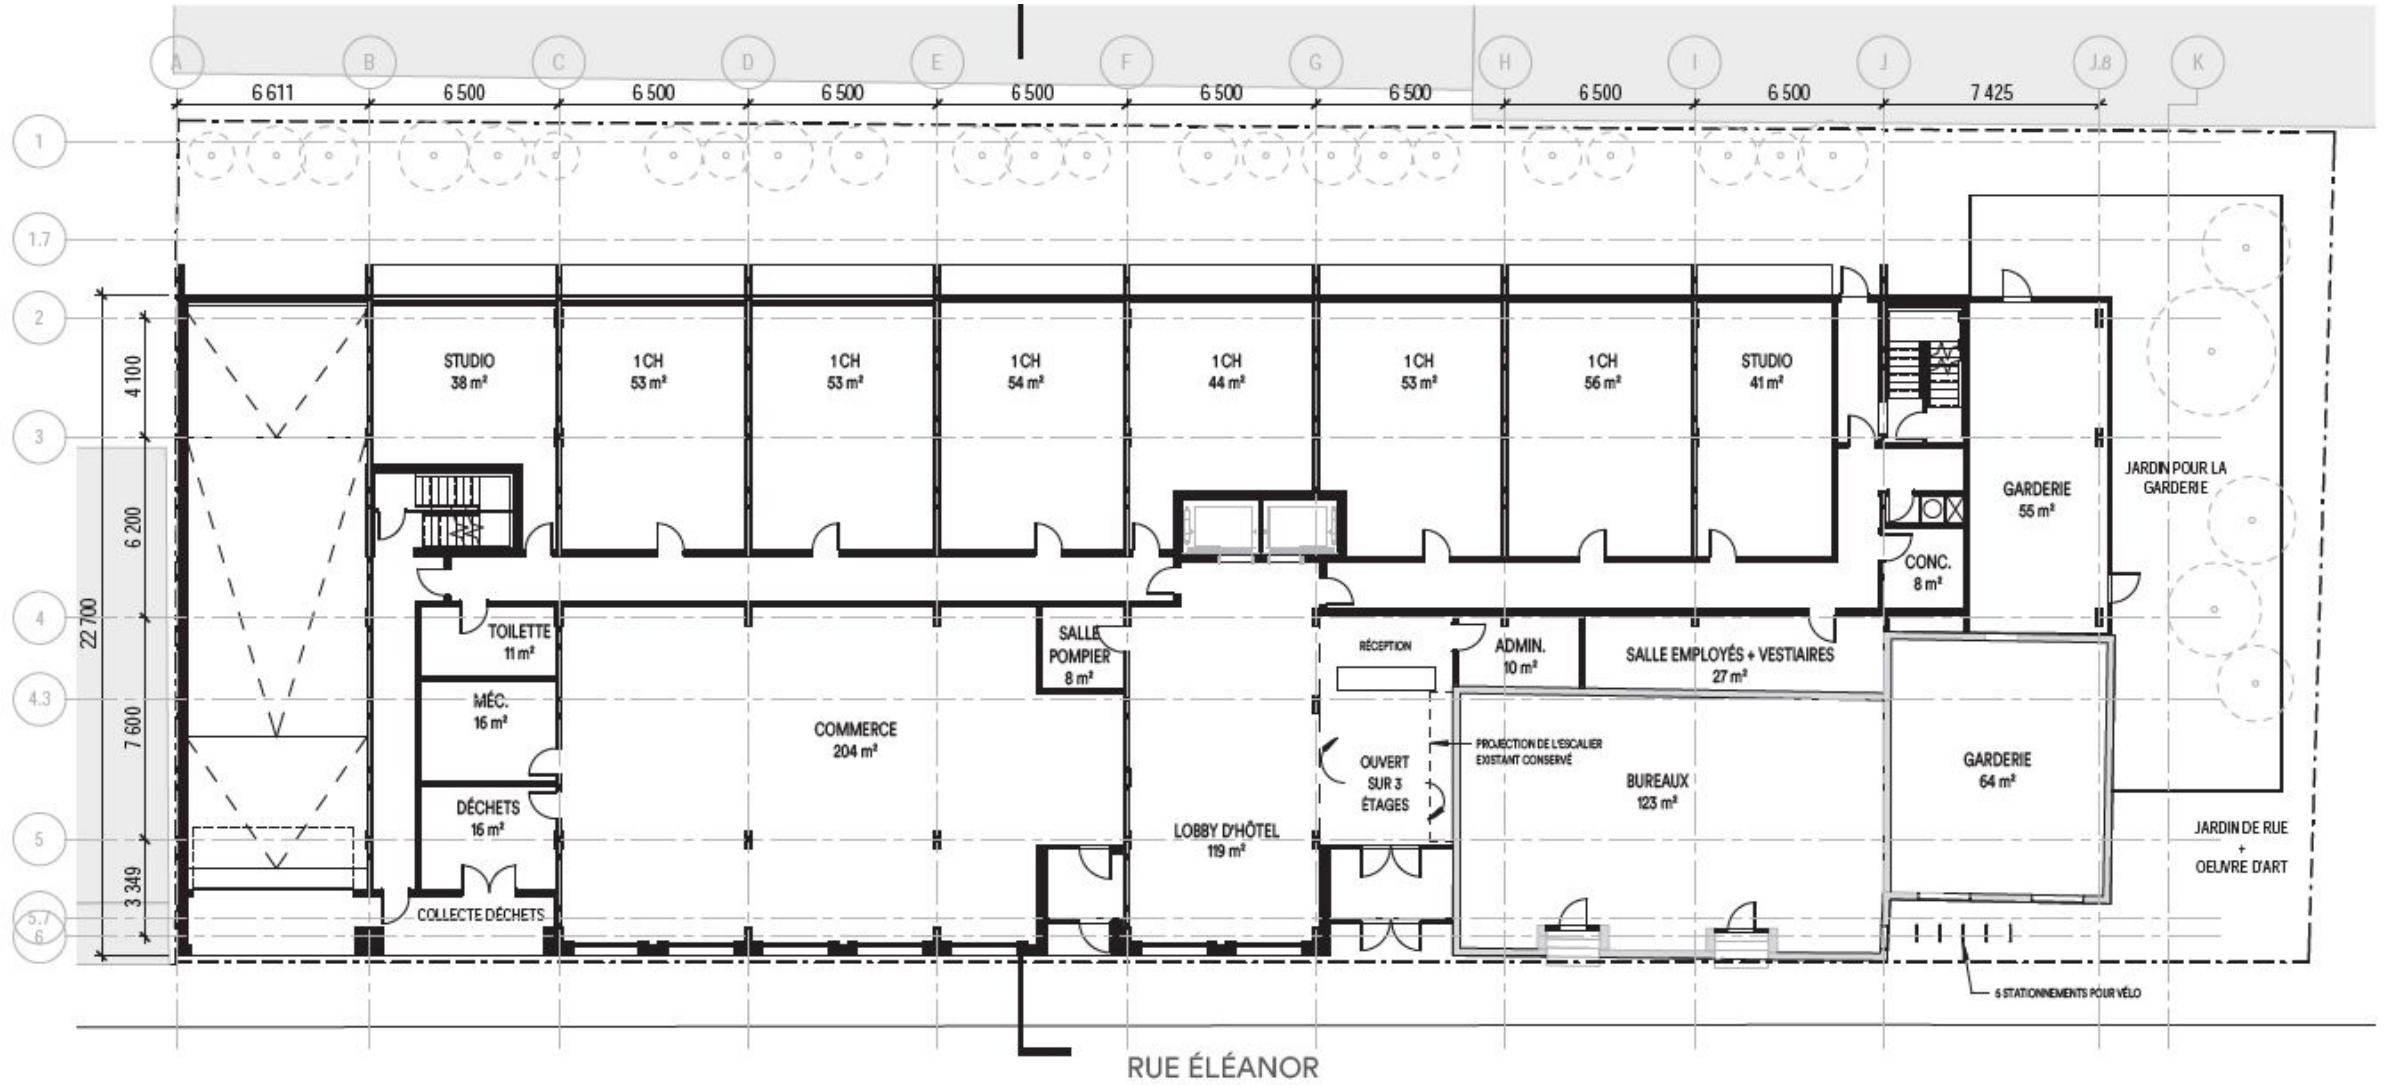 A
B
C
D
E
F
G
H
I
J
J.8
K
6 611
6 500
6 500
6 500
6 500
6 500
6 500
6 500
6 500
7 425
1
1.7
2
3
4
4.3
5
5.7
6
22 700
4 100
6 200
7 600
3 349
STUDIO
38 m²
1 CH
53 m²
1 CH
53 m²
1 CH
54 m²
1 CH
44 m²
1 CH
53 m²
1 CH
56 m²
STUDIO
41 m²
GARDERIE
55 m²
JARDIN POUR LA
GARDERIE
CONC.
8 m²
TOILETTE
11 m²
MÉC.
16 m²
DÉCHETS
16 m²
COLLECTE DÉCHETS
COMMERCE
204 m²
SALLE
POMPIER
8 m²
LOBBY D'HÔTEL
119 m²
RÉCEPTION
OUVERT
SUR 3
ÉTAGES
ADMIN.
10 m²
SALLE EMPLOYÉS + VESTIAIRES
27 m²
PROJECTION DE L'ESCALIER
EXISTANT CONSERVÉ
BUREAUX
123 m²
GARDERIE
64 m²
JARDIN DE RUE
+
OEUVRE D'ART
5 STATIONNEMENTS POUR VÉLO
RUE ÉLÉANOR